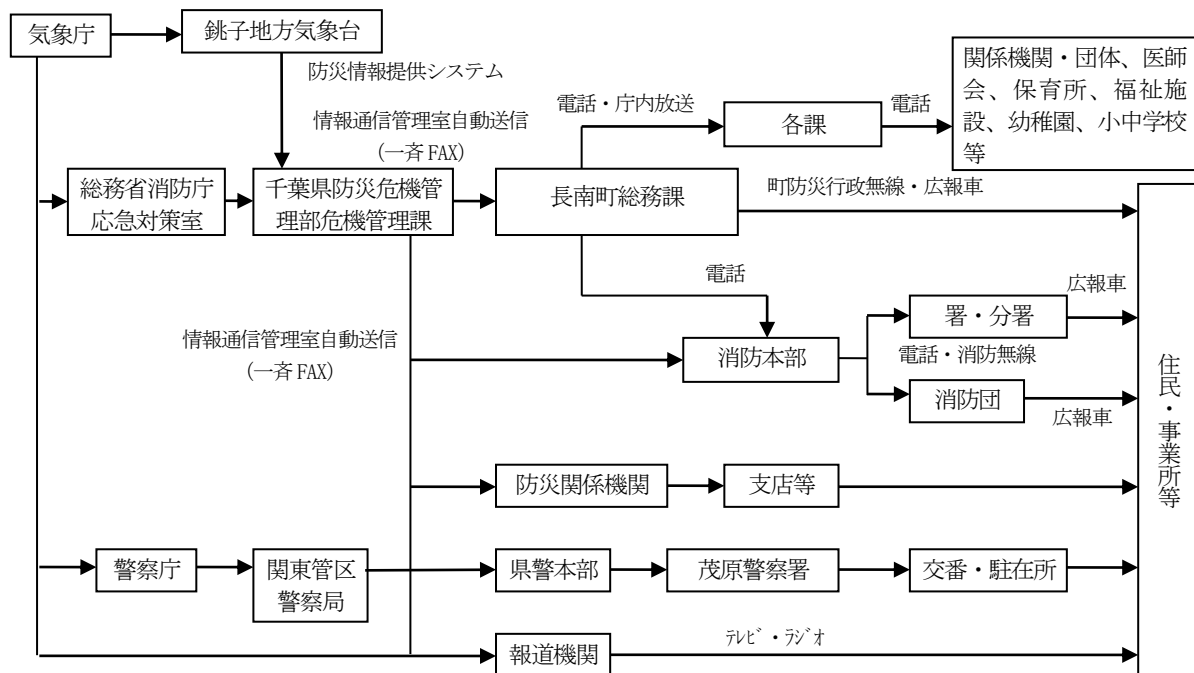 気象庁
銚子地方気象台
防災情報提供システム
情報通信管理室自動送信
(一斉 FAX)
電話・庁内放送
各課
電話
関係機関・団体、医師
会、保育所、福祉施
設、幼稚園、小中学校
等
総務省消防庁
応急対策室
千葉県防災危機管
理部危機管理課
長南町総務課
町防災行政無線・広報車
電話
情報通信管理室自動送信
(一斉 FAX)
消防本部
署・分署
広報車
電話・消防無線
消防団
広報車
住民・事業所等
防災関係機関
支店等
警察庁
関東管区
警察局
県警本部
茂原警察署
交番・駐在所
報道機関
ﾃﾚﾋﾞ・ﾗｼﾞｵ